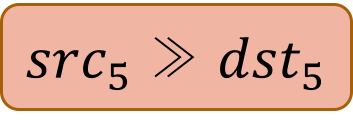 src₅ ≫ dst₅